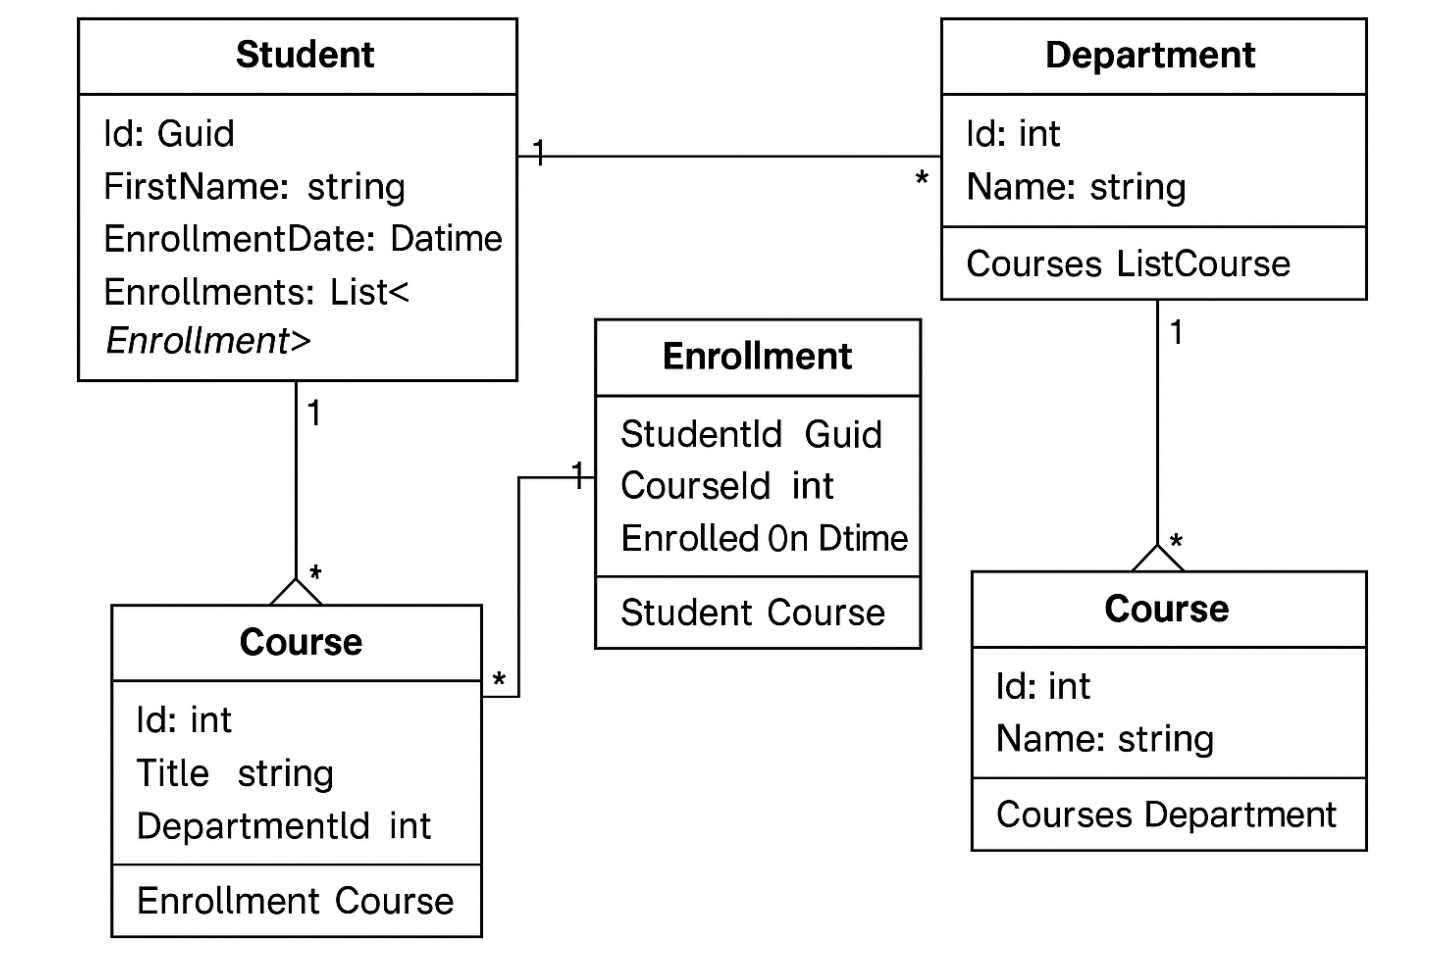 Student
Id: Guid
FirstName: string
EnrollmentDate: Datime
Enrollments: List<
Enrollment>
1
*
Department
Id: int
Name: string
Courses ListCourse
1
*
1
*
Enrollment
StudentId Guid
CourseId int
Enrolled 0n Dtime
Student Course
1
*
Course
Id: int
Title string
DepartmentId int
Enrollment Course
Course
Id: int
Name: string
Courses Department